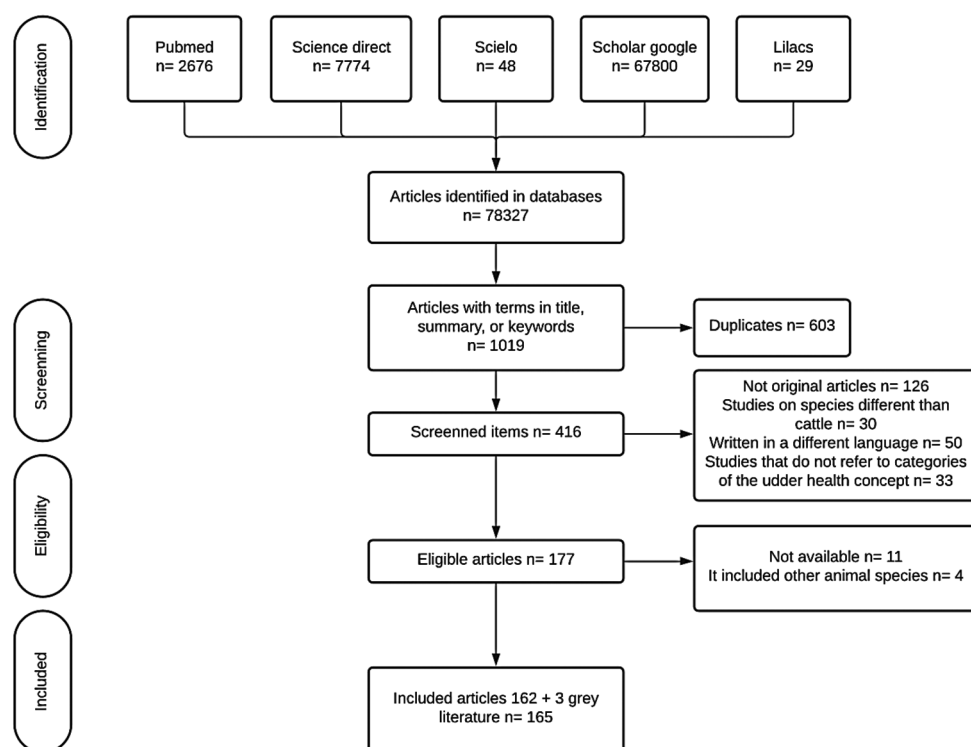 Identification
Pubmed
n= 2676
Science direct
n= 7774
Scielo
n= 48
Scholar google
n= 67800
Lilacs
n= 29
Articles identified in databases
n= 78327
Screenning
Articles with terms in title,
summary, or keywords
n= 1019
Duplicates n= 603
Screenned items n= 416
Not original articles n= 126
Studies on species different than
cattle n= 30
Written in a different language n= 50
Studies that do not refer to categories
of the udder health concept n= 33
Eligibility
Eligible articles n= 177
Not available n= 11
It included other animal species n= 4
Included
Included articles 162 + 3 grey
literature n= 165